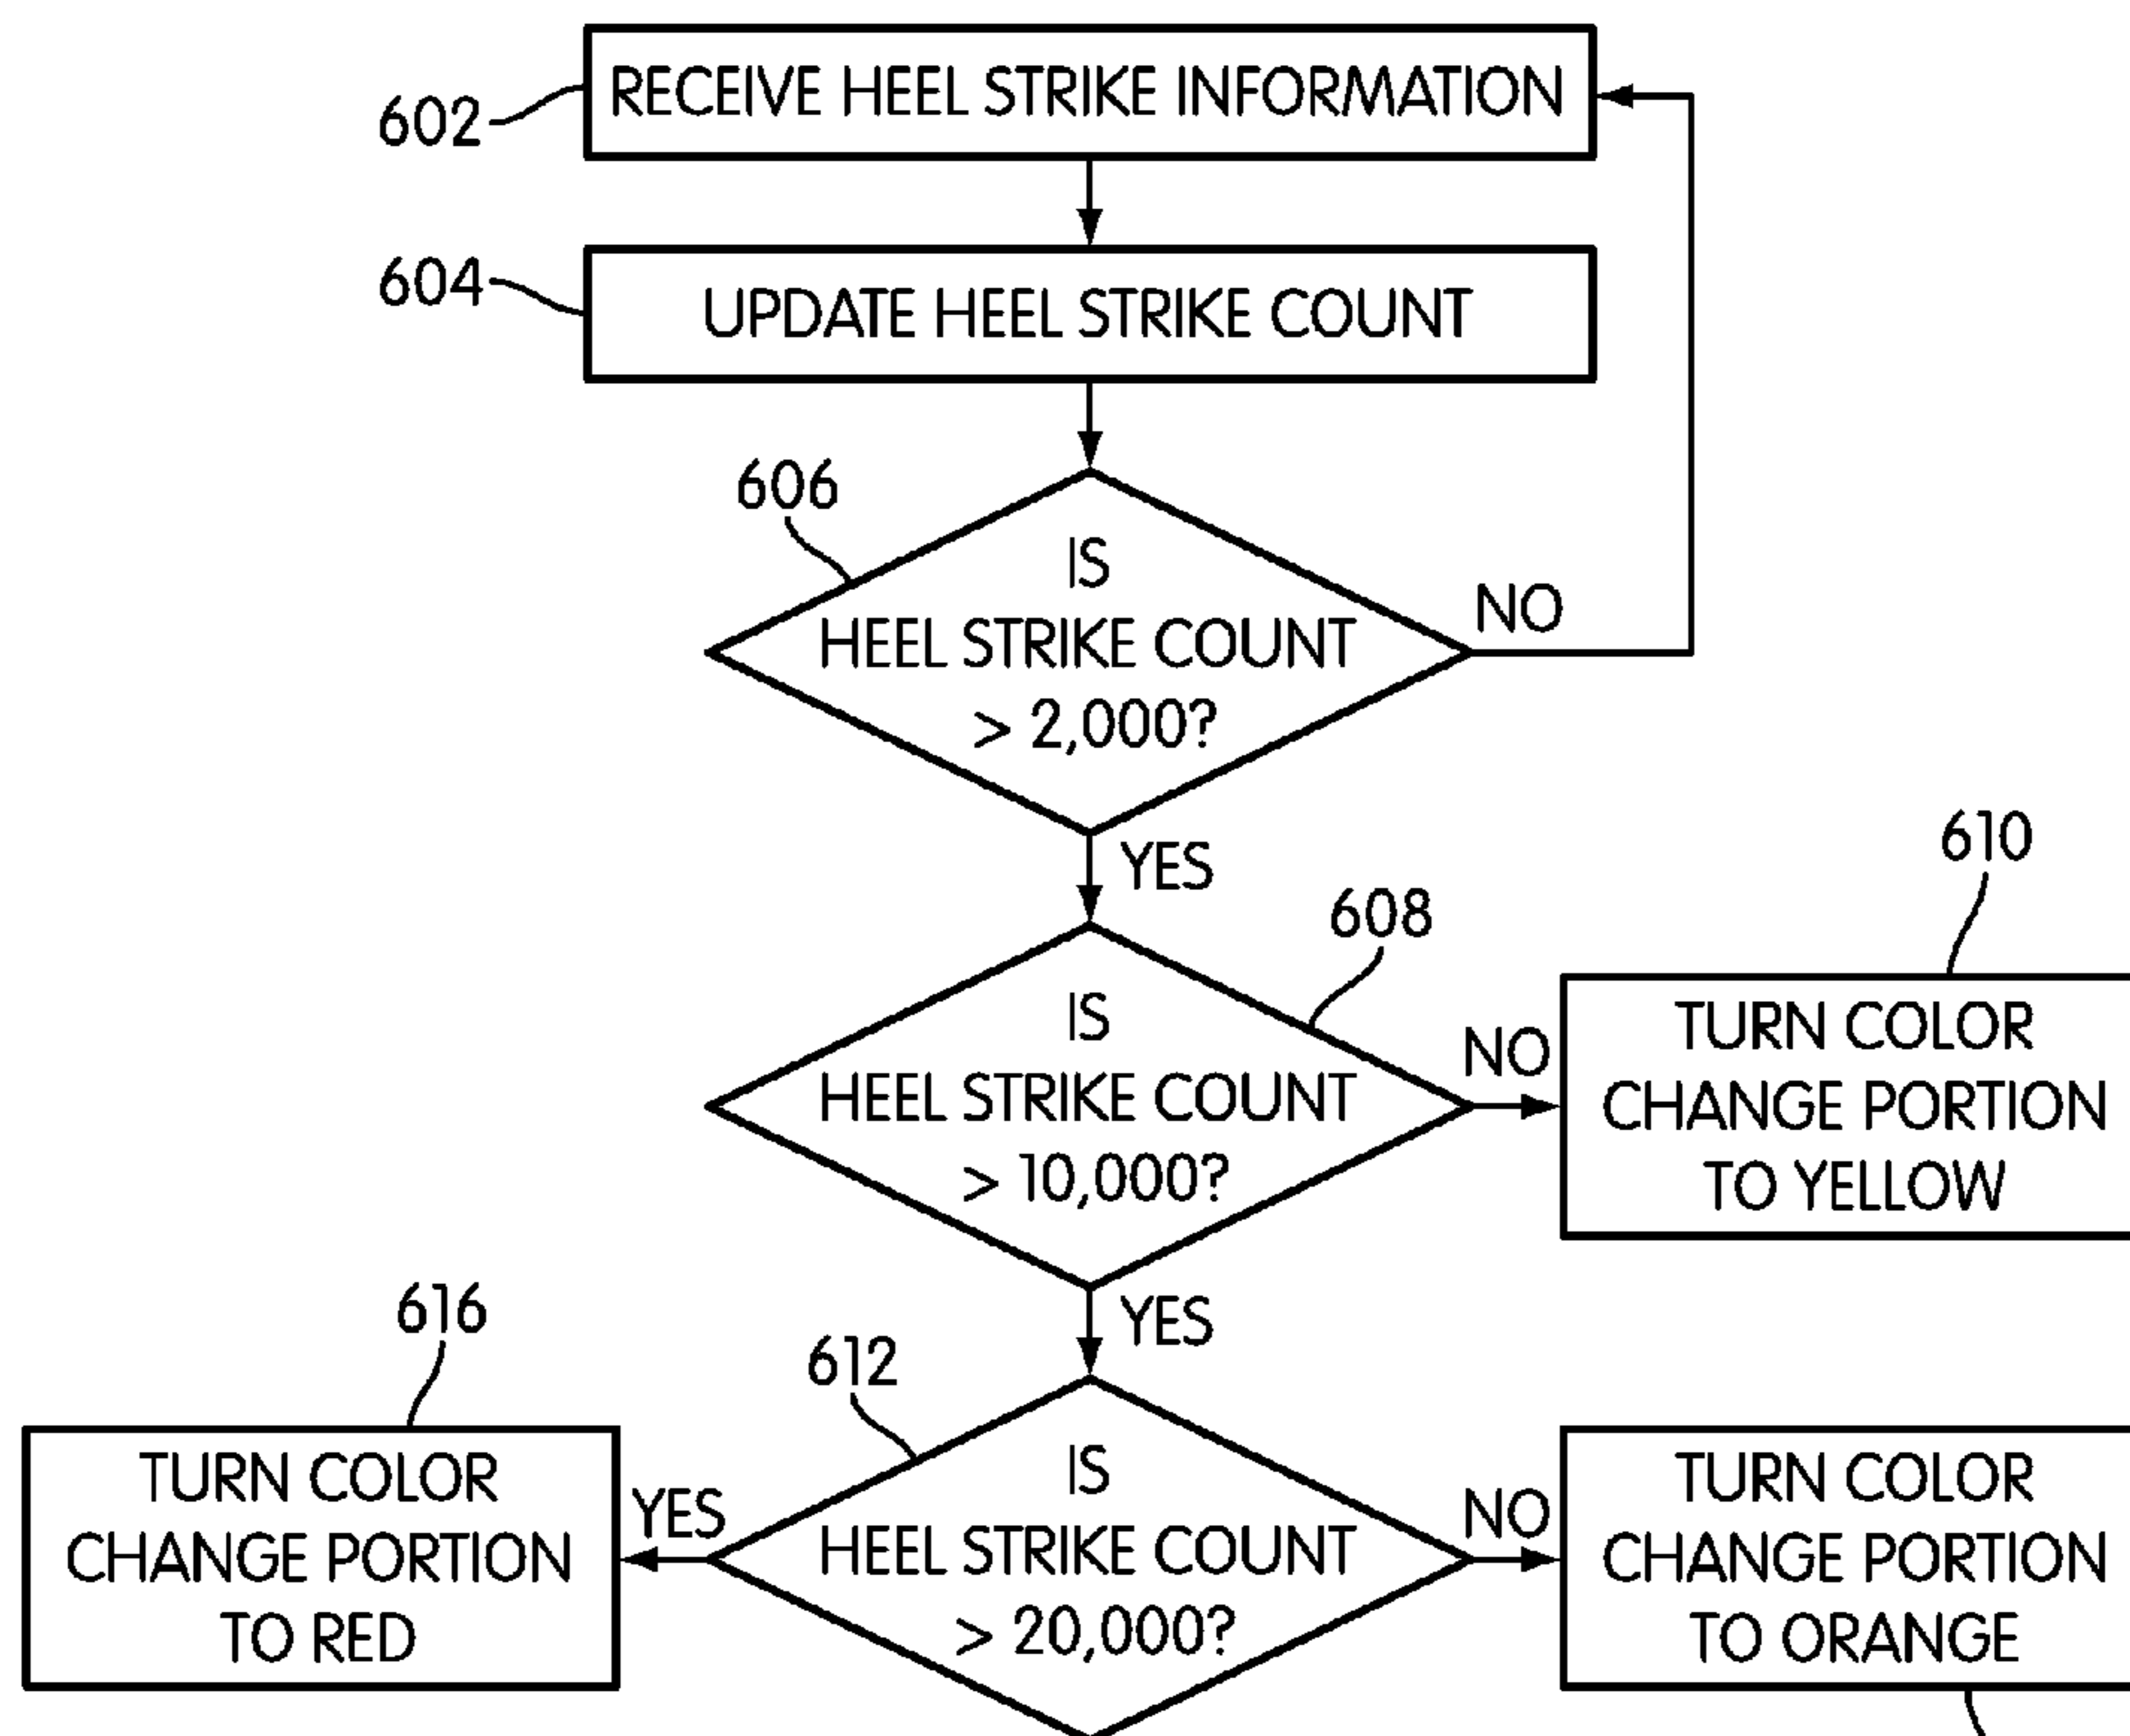 602
RECEIVE HEEL STRIKE INFORMATION
604
UPDATE HEEL STRIKE COUNT
606
IS
HEEL STRIKE COUNT
> 2,000?
NO
YES
608
IS
HEEL STRIKE COUNT
> 10,000?
NO
610
TURN COLOR
CHANGE PORTION
TO YELLOW
YES
612
IS
HEEL STRIKE COUNT
> 20,000?
YES
616
TURN COLOR
CHANGE PORTION
TO RED
NO
TURN COLOR
CHANGE PORTION
TO ORANGE